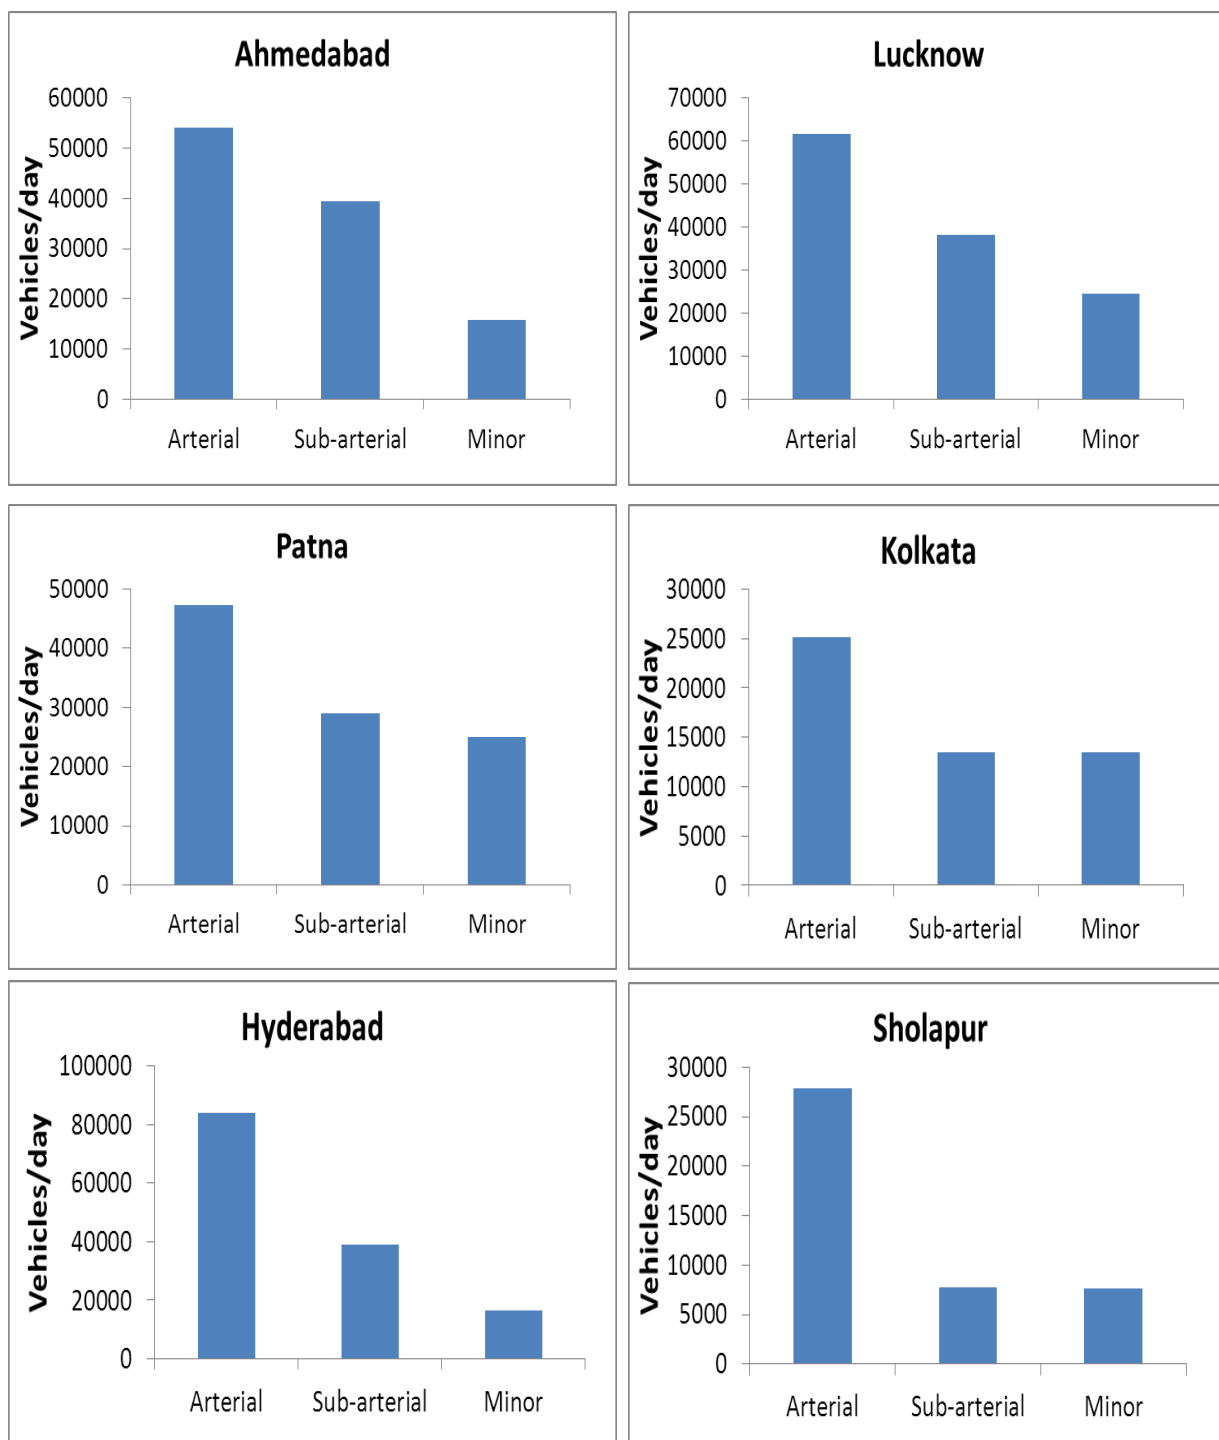 Ahmedabad
Vehicles/day
60000
50000
40000
30000
20000
10000
0
Arterial Sub-arterial Minor
Lucknow
Vehicles/day
70000
60000
50000
40000
30000
20000
10000
0
Arterial Sub-arterial Minor
Patna
Vehicles/day
50000
40000
30000
20000
10000
0
Arterial Sub-arterial Minor
Kolkata
Vehicles/day
30000
25000
20000
15000
10000
5000
0
Arterial Sub-arterial Minor
Hyderabad
Vehicles/day
100000
80000
60000
40000
20000
0
Arterial Sub-arterial Minor
Sholapur
Vehicles/day
30000
25000
20000
15000
10000
5000
0
Arterial Sub-arterial Minor